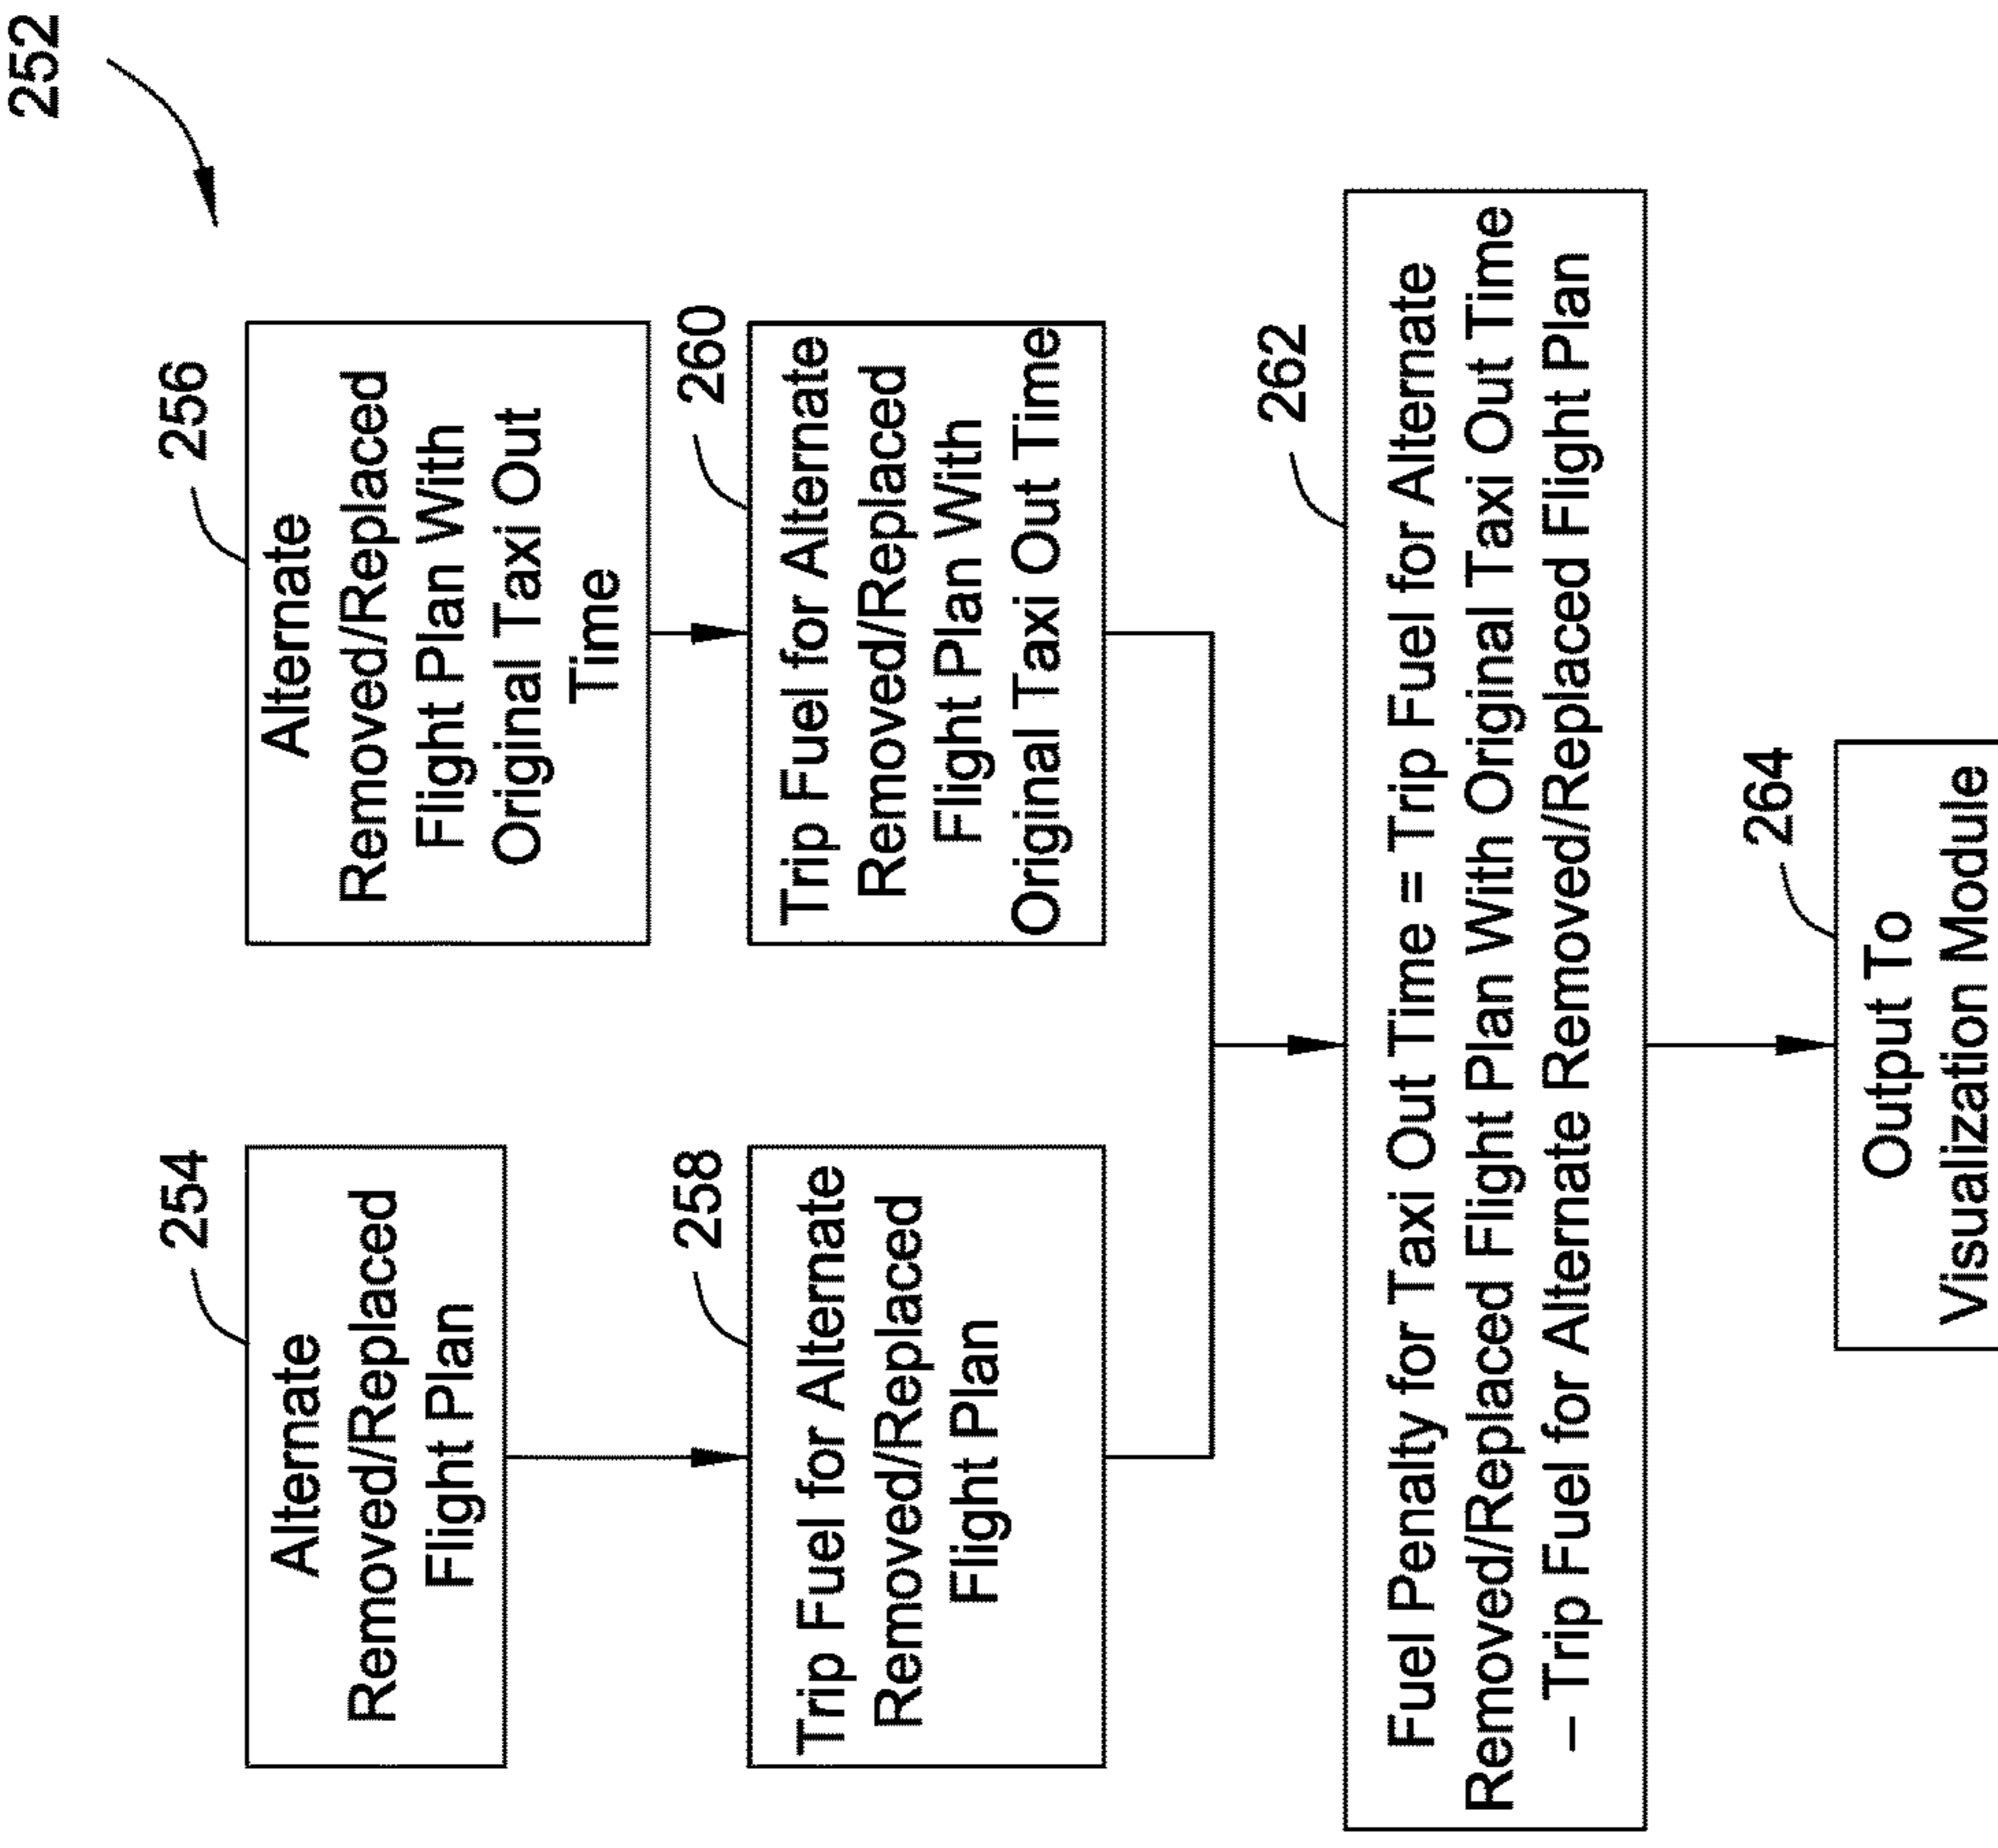 252
254
Alternate
Removed/Replaced
Flight Plan
256
Alternate
Removed/Replaced
Flight Plan With
Original Taxi Out
Time
258
Trip Fuel for Alternate
Removed/Replaced
Flight Plan
260
Trip Fuel for Alternate
Removed/Replaced
Flight Plan With
Original Taxi Out Time
262
Fuel Penalty for Taxi Out Time = Trip Fuel for Alternate
Removed/Replaced Flight Plan With Original Taxi Out Time
– Trip Fuel for Alternate Removed/Replaced Flight Plan
264
Output To
Visualization Module